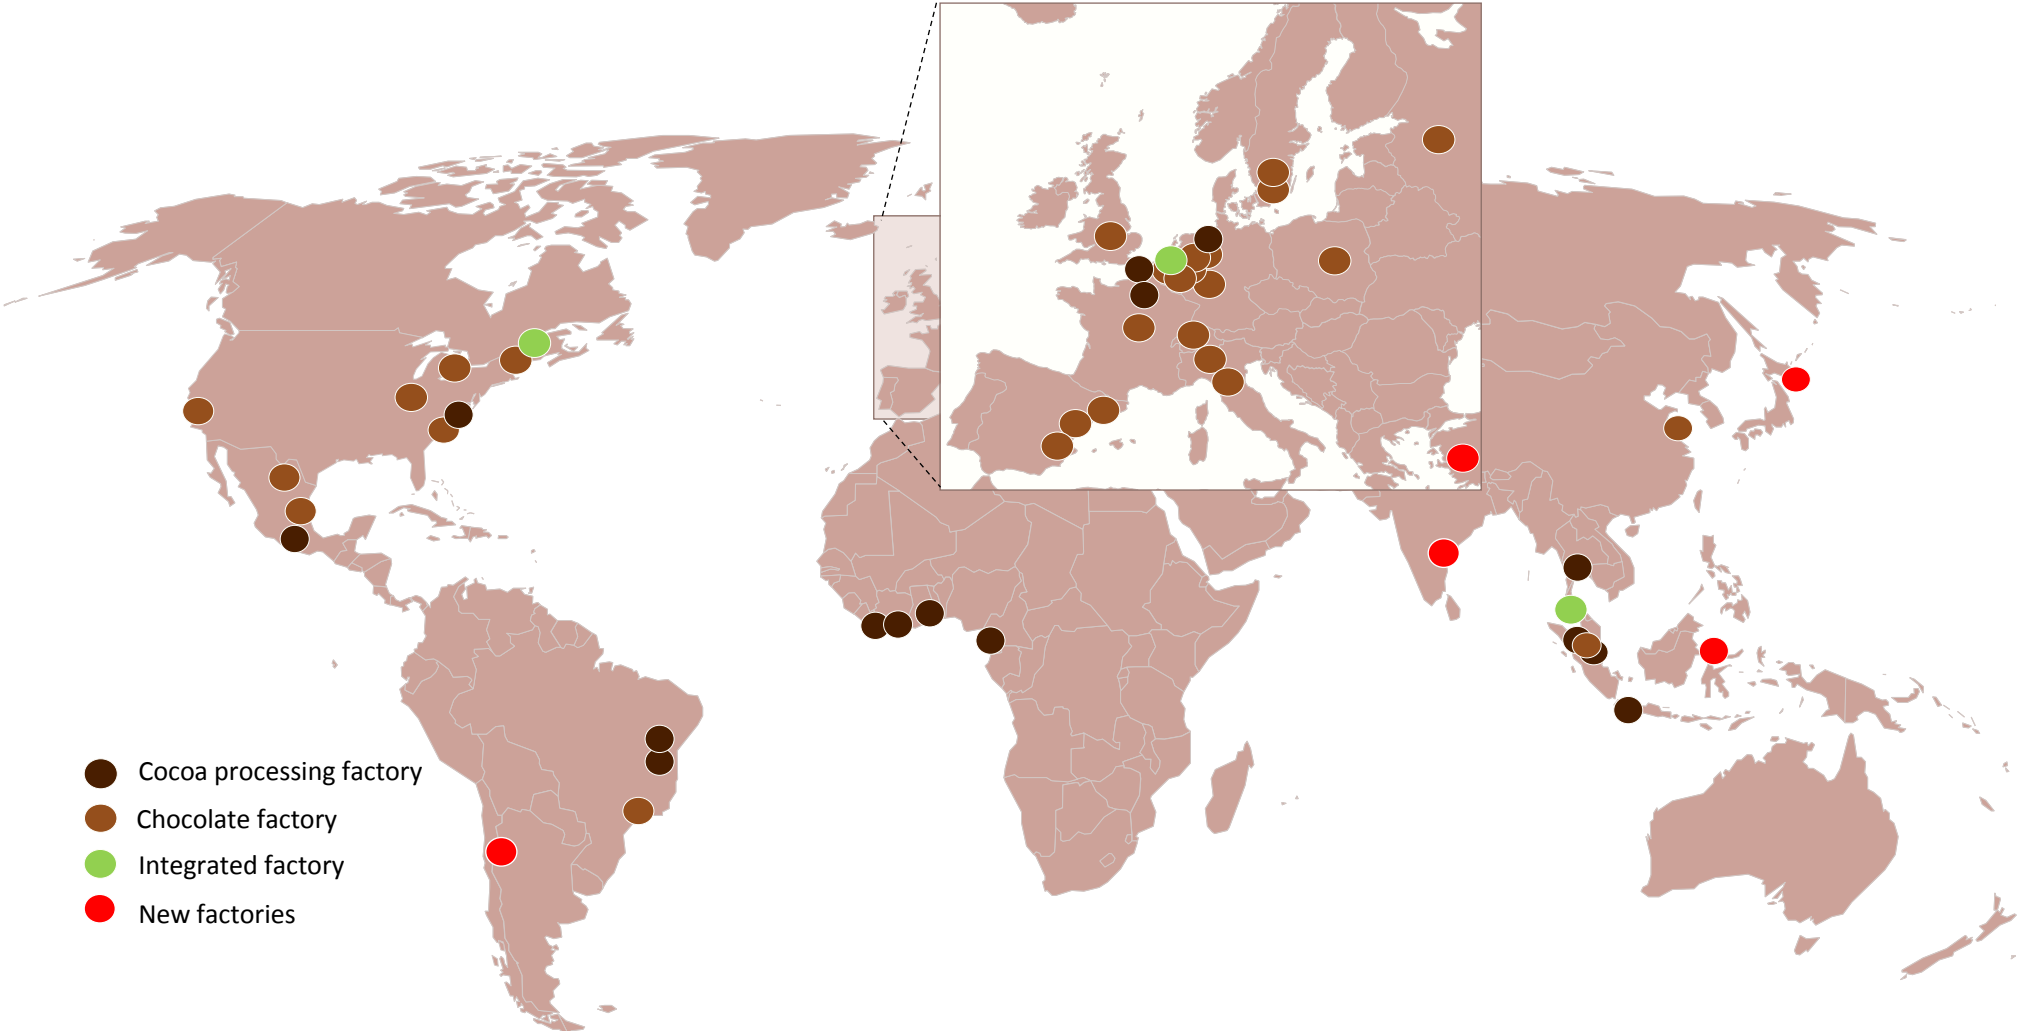 Cocoa processing factory
Chocolate factory
Integrated factory
New factories